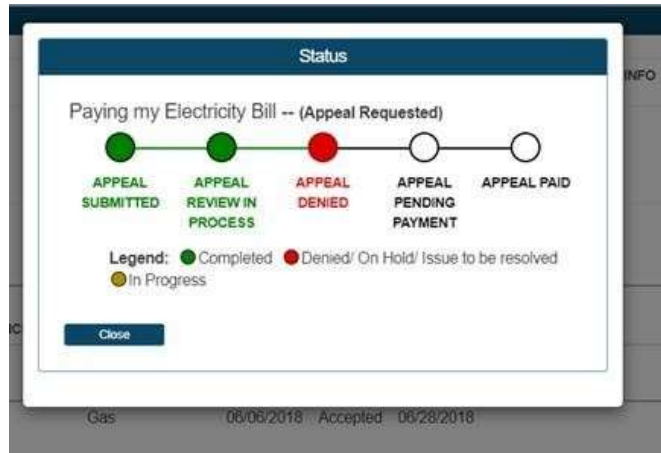 Status
INFO
Paying my Electricity Bill -- (Appeal Requested)
APPEAL SUBMITTED
APPEAL REVIEW IN PROCESS
APPEAL DENIED
APPEAL PENDING PAYMENT
APPEAL PAID
Legend: Completed Denied/ On Hold/ Issue to be resolved
In Progress
IC
Close
Gas 06/06/2018 Accepted 06/28/2018